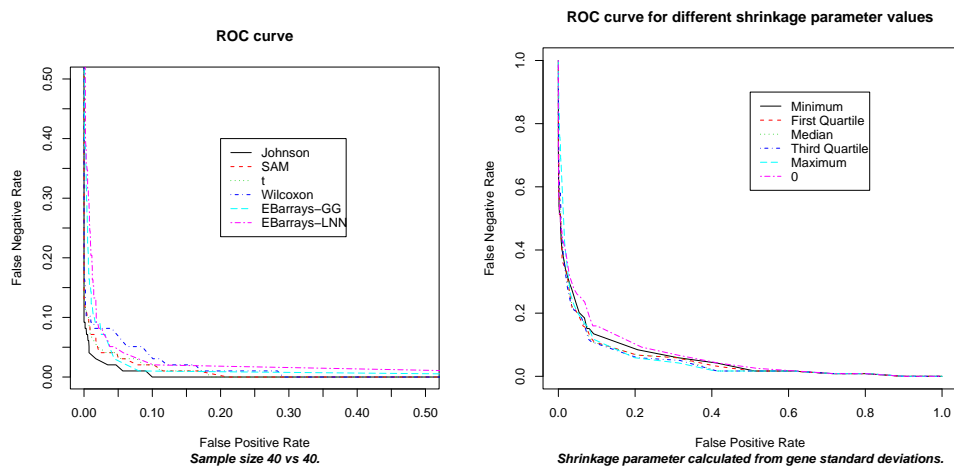 ROC curve
0.50
0.40
0.30
0.20
0.10
0.00
False Negative Rate
Johnson
SAM
t
Wilcoxon
EBarrays−GG
EBarrays−LNN
0.00 0.10 0.20 0.30 0.40 0.50
False Positive Rate
Sample size 40 vs 40.
ROC curve for different shrinkage parameter values
1.0
0.8
0.6
0.4
0.2
0.0
False Negative Rate
Minimum
First Quartile
Median
Third Quartile
Maximum
0
0.0 0.2 0.4 0.6 0.8 1.0
False Positive Rate
Shrinkage parameter calculated from gene standard deviations.